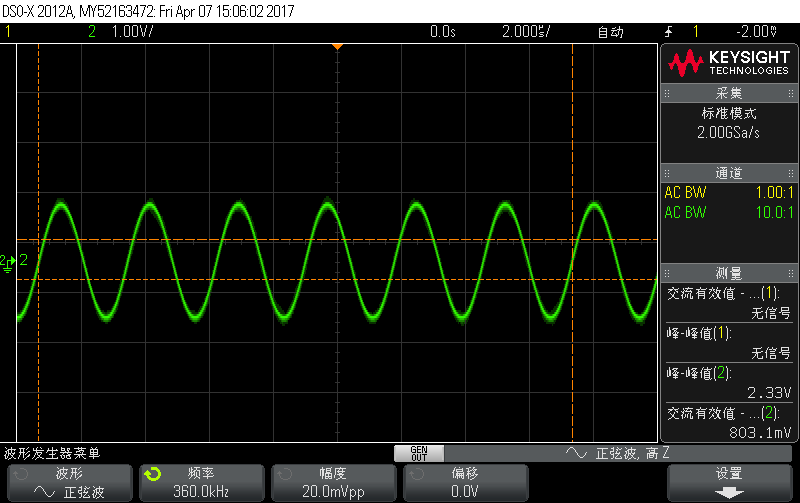 DSO-X 2012A, MY52163472: Fri Apr 07 15:06:02 2017
1 2 1.00V/ 0.0s 2.000us/ 自动 1 -2.00V
KEYSIGHT
TECHNOLOGIES
采集
标准模式
2.00GSa/s
通道
AC BW 1.00:1
AC BW 10.0:1
2 2
测量
交流有效值 - ...(1):
无信号
峰-峰值(1):
无信号
峰-峰值(2):
2.33V
交流有效值 - ...(2):
803.1mV
波形发生器菜单
GEN
OUT
正弦波, 高 Z
波形
正弦波
频率
360.0kHz
幅度
20.0mVpp
偏移
0.0V
设置